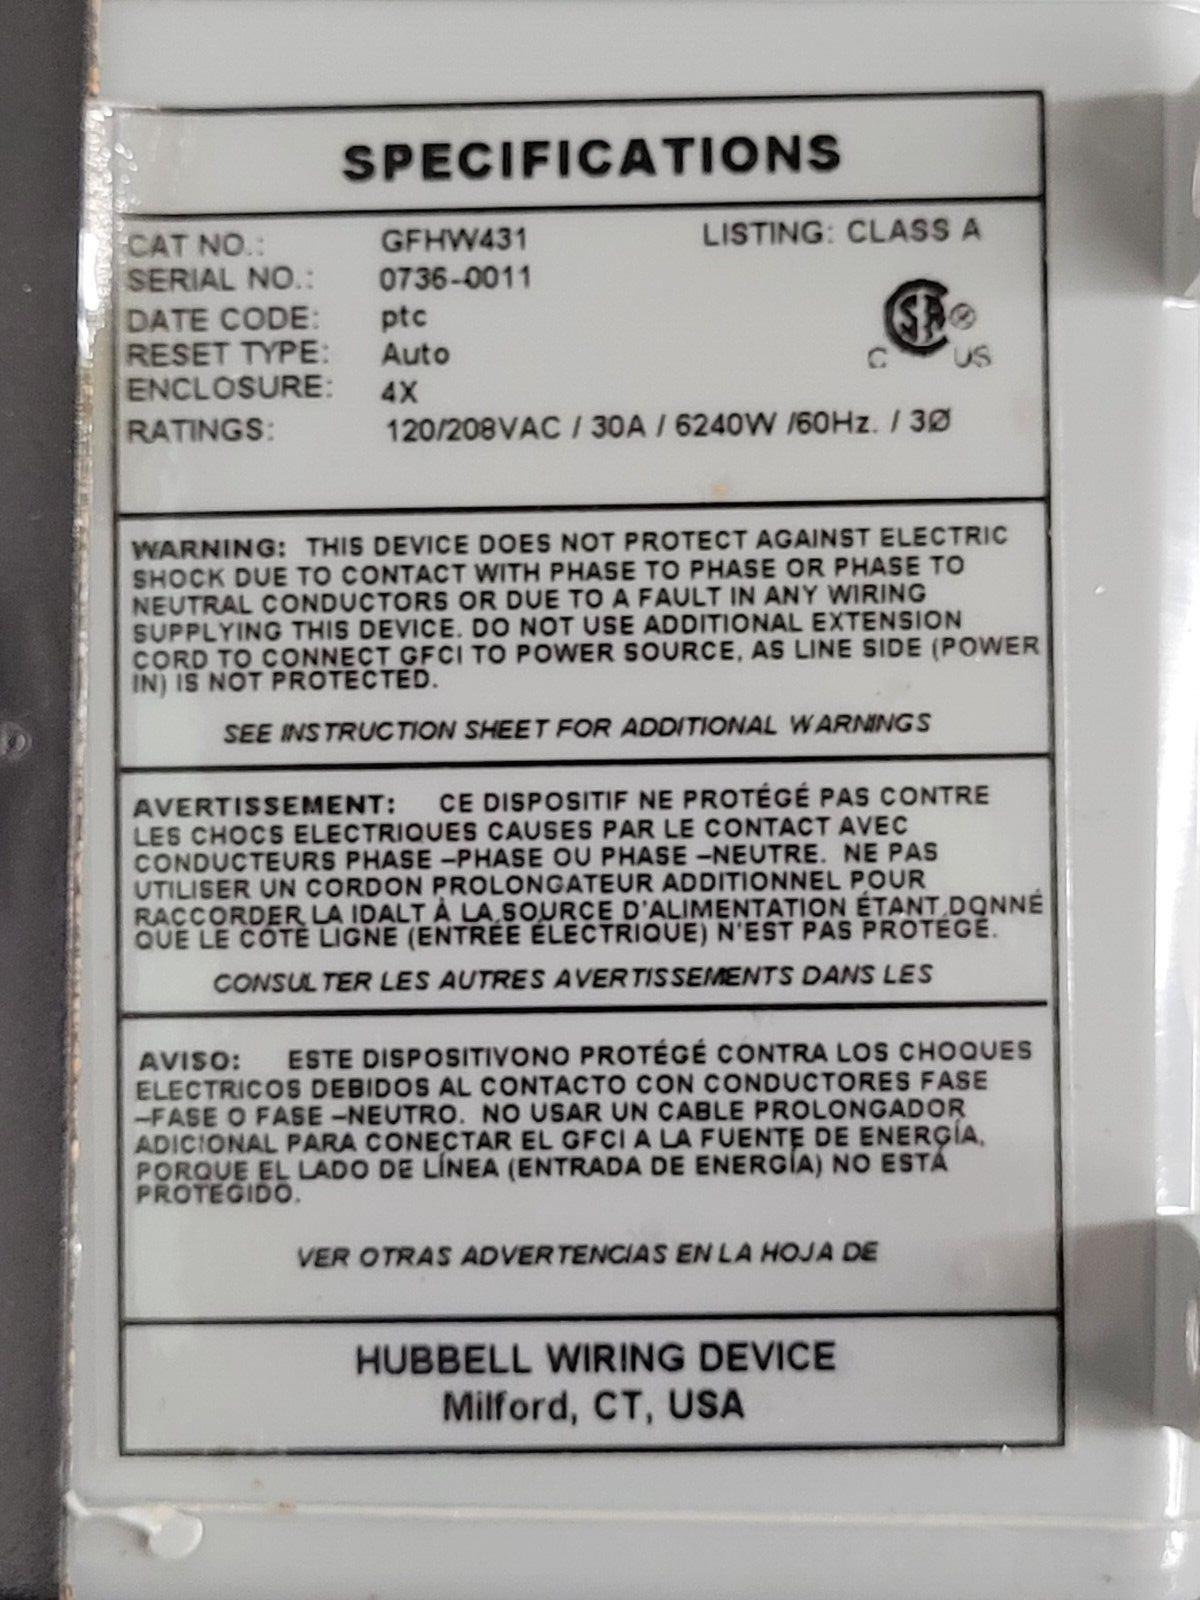 SPECIFICATIONS
CAT NO.: GFHW431 LISTING: CLASS A
SERIAL NO.: 0736-0011
DATE CODE: ptc
RESET TYPE: Auto
C US
ENCLOSURE: 4X
RATINGS: 120/208VAC / 30A / 6240W /60Hz. / 3Ø
WARNING: THIS DEVICE DOES NOT PROTECT AGAINST ELECTRIC
SHOCK DUE TO CONTACT WITH PHASE TO PHASE OR PHASE TO
NEUTRAL CONDUCTORS OR DUE TO A FAULT IN ANY WIRING
SUPPLYING THIS DEVICE. DO NOT USE ADDITIONAL EXTENSION
CORD TO CONNECT GFCI TO POWER SOURCE, AS LINE SIDE (POWER
IN) IS NOT PROTECTED.
SEE INSTRUCTION SHEET FOR ADDITIONAL WARNINGS
AVERTISSEMENT: CE DISPOSITIF NE PROTÉGÉ PAS CONTRE
LES CHOCS ELECTRIQUES CAUSES PAR LE CONTACT AVEC
CONDUCTEURS PHASE –PHASE OU PHASE –NEUTRE. NE PAS
UTILISER UN CORDON PROLONGATEUR ADDITIONNEL POUR
RACCORDER LA IDALT À LA SOURCE D'ALIMENTATION ÉTANT DONNÉ
QUE LE CÔTÉ LIGNE (ENTRÉE ÉLECTRIQUE) N'EST PAS PROTÉGÉ.
CONSULTER LES AUTRES AVERTISSEMENTS DANS LES
AVISO: ESTE DISPOSITIVONO PROTÉGÉ CONTRA LOS CHOQUES
ELECTRICOS DEBIDOS AL CONTACTO CON CONDUCTORES FASE
–FASE O FASE –NEUTRO. NO USAR UN CABLE PROLONGADOR
ADICIONAL PARA CONECTAR EL GFCI A LA FUENTE DE ENERGÍA,
PORQUE EL LADO DE LÍNEA (ENTRADA DE ENERGÍA) NO ESTÁ
PROTEGIDO.
VER OTRAS ADVERTENCIAS EN LA HOJA DE
HUBBELL WIRING DEVICE
Milford, CT, USA